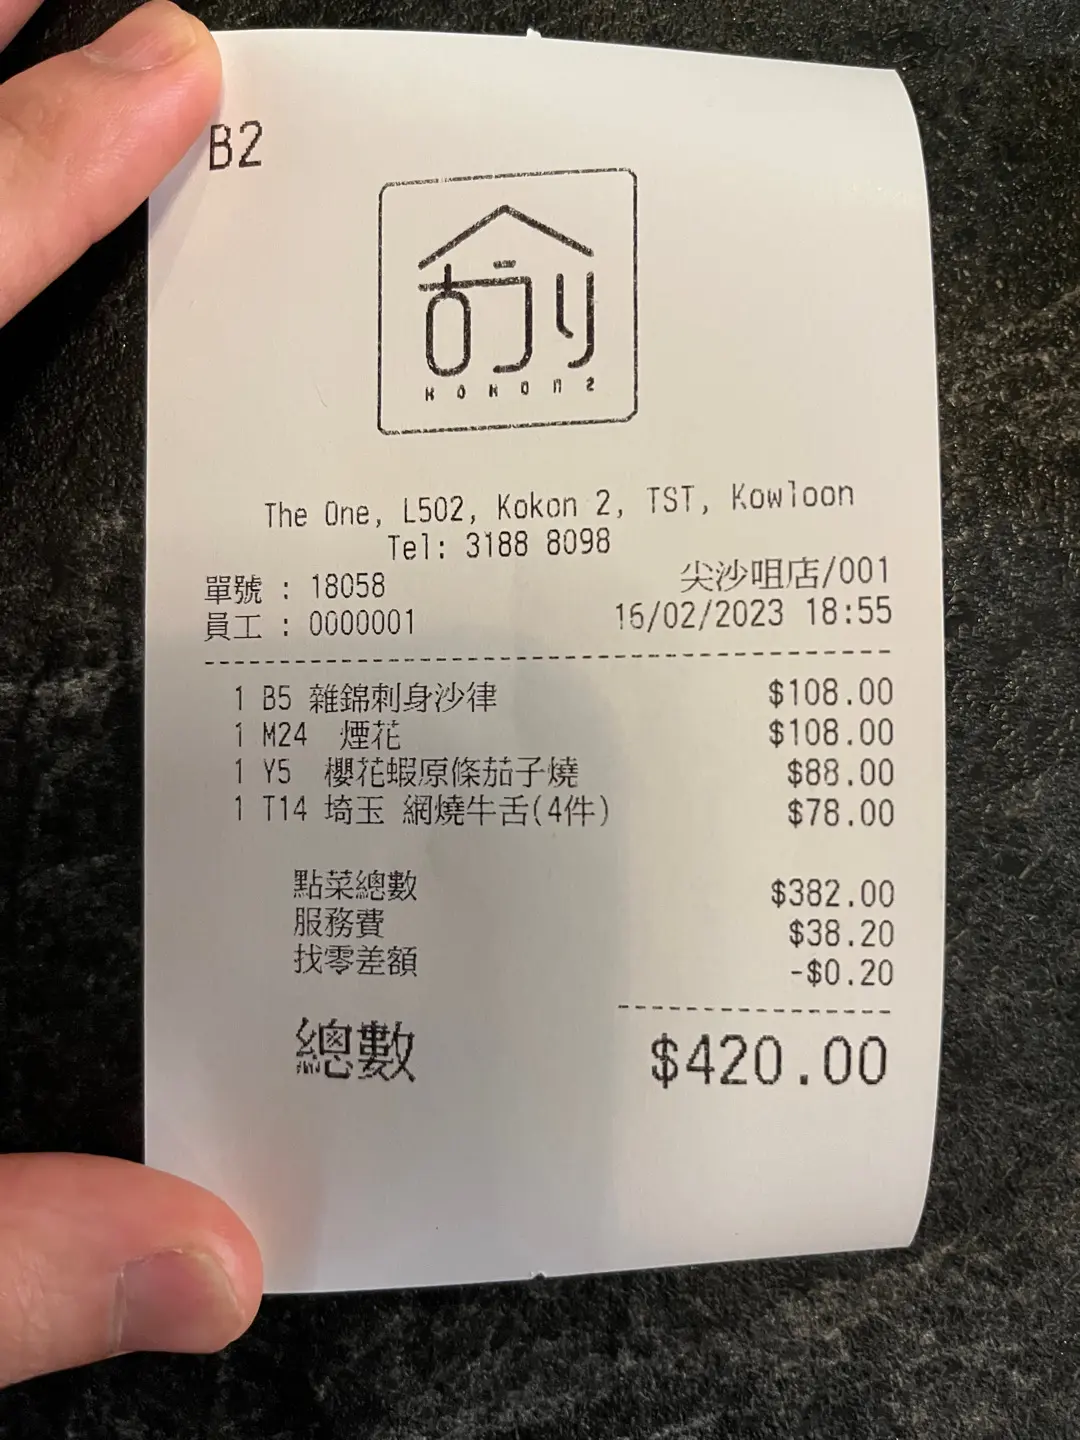 B2
KOKON2
The One, L502, Kokon 2, TST, Kowloon
Tel: 3188 8098
單號 : 18058 尖沙咀店/001
員工 : 0000001 16/02/2023 18:55
1 B5 雜錦刺身沙律 $108.00
1 M24 煙花 $108.00
1 Y5 櫻花蝦原條茄子燒 $88.00
1 T14 埼玉 網燒牛舌(4件) $78.00
點菜總數 $382.00
服務費 $38.20
找零差額 -$0.20
總數 $420.00